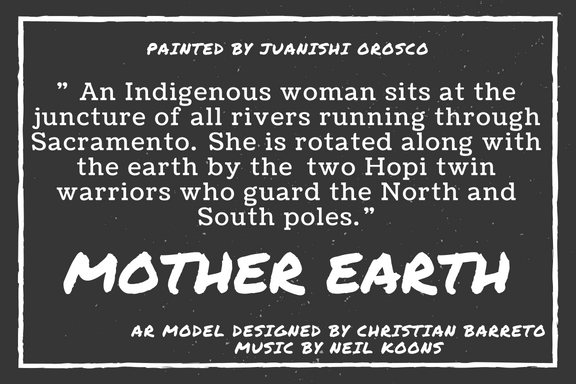 PAINTED BY JUANISHI OROSCO
" An Indigenous woman sits at the
juncture of all rivers running through
Sacramento. She is rotated along with
the earth by the two Hopi twin
warriors who guard the North and
South poles."
MOTHER EARTH
AR MODEL DESIGNED BY CHRISTIAN BARRETO
MUSIC BY NEIL KOONS